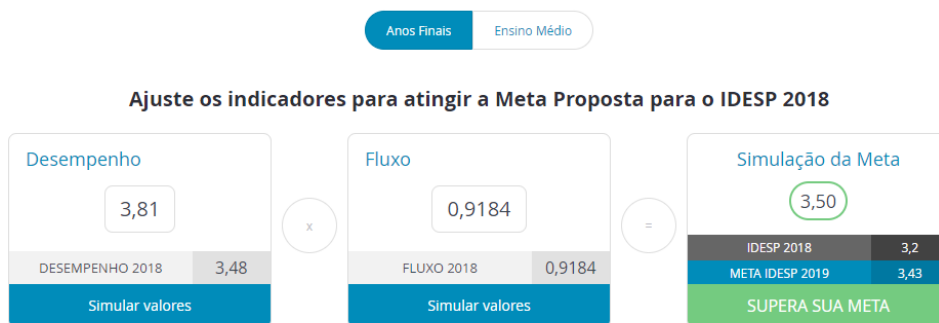 Anos Finais
Ensino Médio
Ajuste os indicadores para atingir a Meta Proposta para o IDESP 2018
Desempenho
3,81
DESEMPENHO 2018 3,48
Simular valores
x
Fluxo
0,9184
FLUXO 2018 0,9184
Simular valores
=
Simulação da Meta
3,50
IDESP 2018 3,2
META IDESP 2019 3,43
SUPERA SUA META